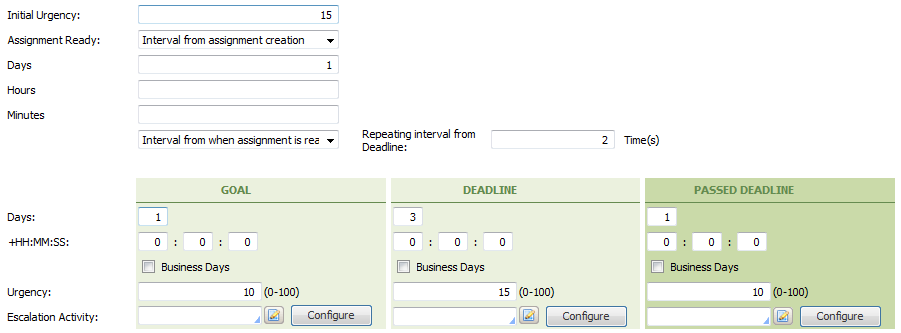 Initial Urgency: 15
Assignment Ready: Interval from assignment creation
Days 1
Hours
Minutes
Interval from when assignment is rea Repeating interval from Deadline: 2 Time(s)
GOAL DEADLINE PASSED DEADLINE
Days: 1 3 1
+HH:MM:SS: 0 : 0 : 0 0 : 0 : 0 0 : 0 : 0
Business Days Business Days Business Days
Urgency: 10 (0-100) 15 (0-100) 10 (0-100)
Escalation Activity: Configure Configure Configure